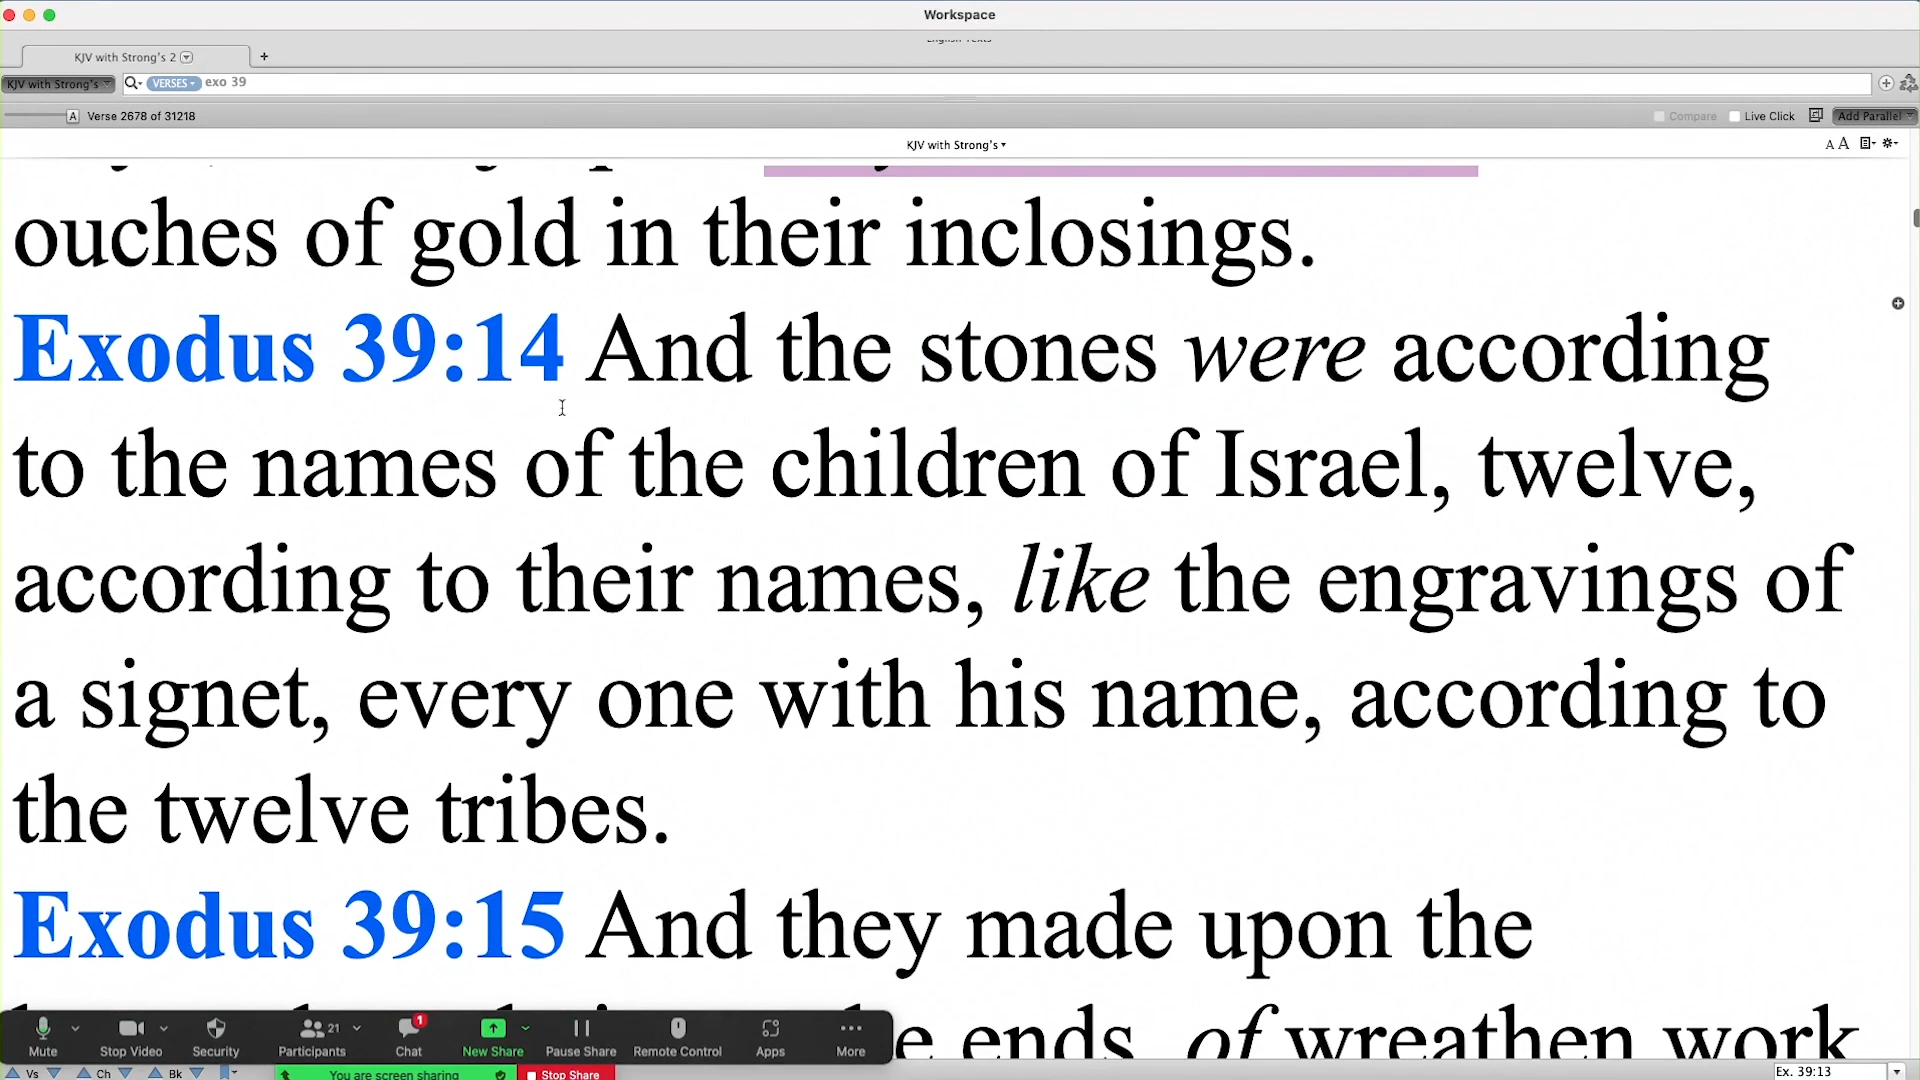 Workspace
English Texts
KJV with Strong's 2
+
KJV with Strong's
VERSES exo 39
A Verse 2678 of 31218
Compare Live Click Add Parallel
KJV with Strong's
A A
ouches of gold in their inclosings.
Exodus 39:14 And the stones were according
to the names of the children of Israel, twelve,
according to their names, like the engravings of
a signet, every one with his name, according to
the twelve tribes.
Exodus 39:15 And they made upon the
ends, of wreathen work
21
1
Mute Stop Video Security Participants Chat New Share Pause Share Remote Control Apps More
Vs Ch Bk
You are screen sharing Stop Share
Ex. 39:13